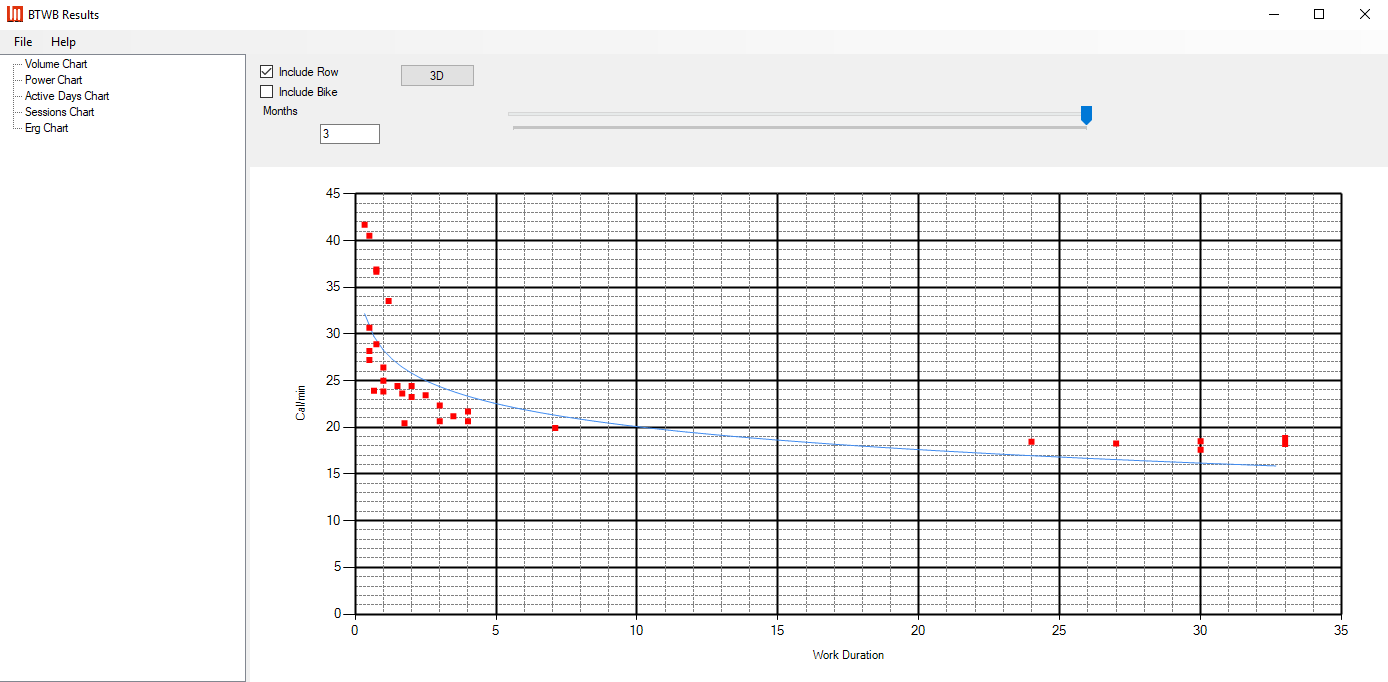 BTWB Results
File Help
Volume Chart
Power Chart
Active Days Chart
Sessions Chart
Erg Chart
Include Row
3D
Include Bike
Months
3
45
40
35
30
25
20
15
10
5
0
Cal/min
0 5 10 15 20 25 30 35
Work Duration